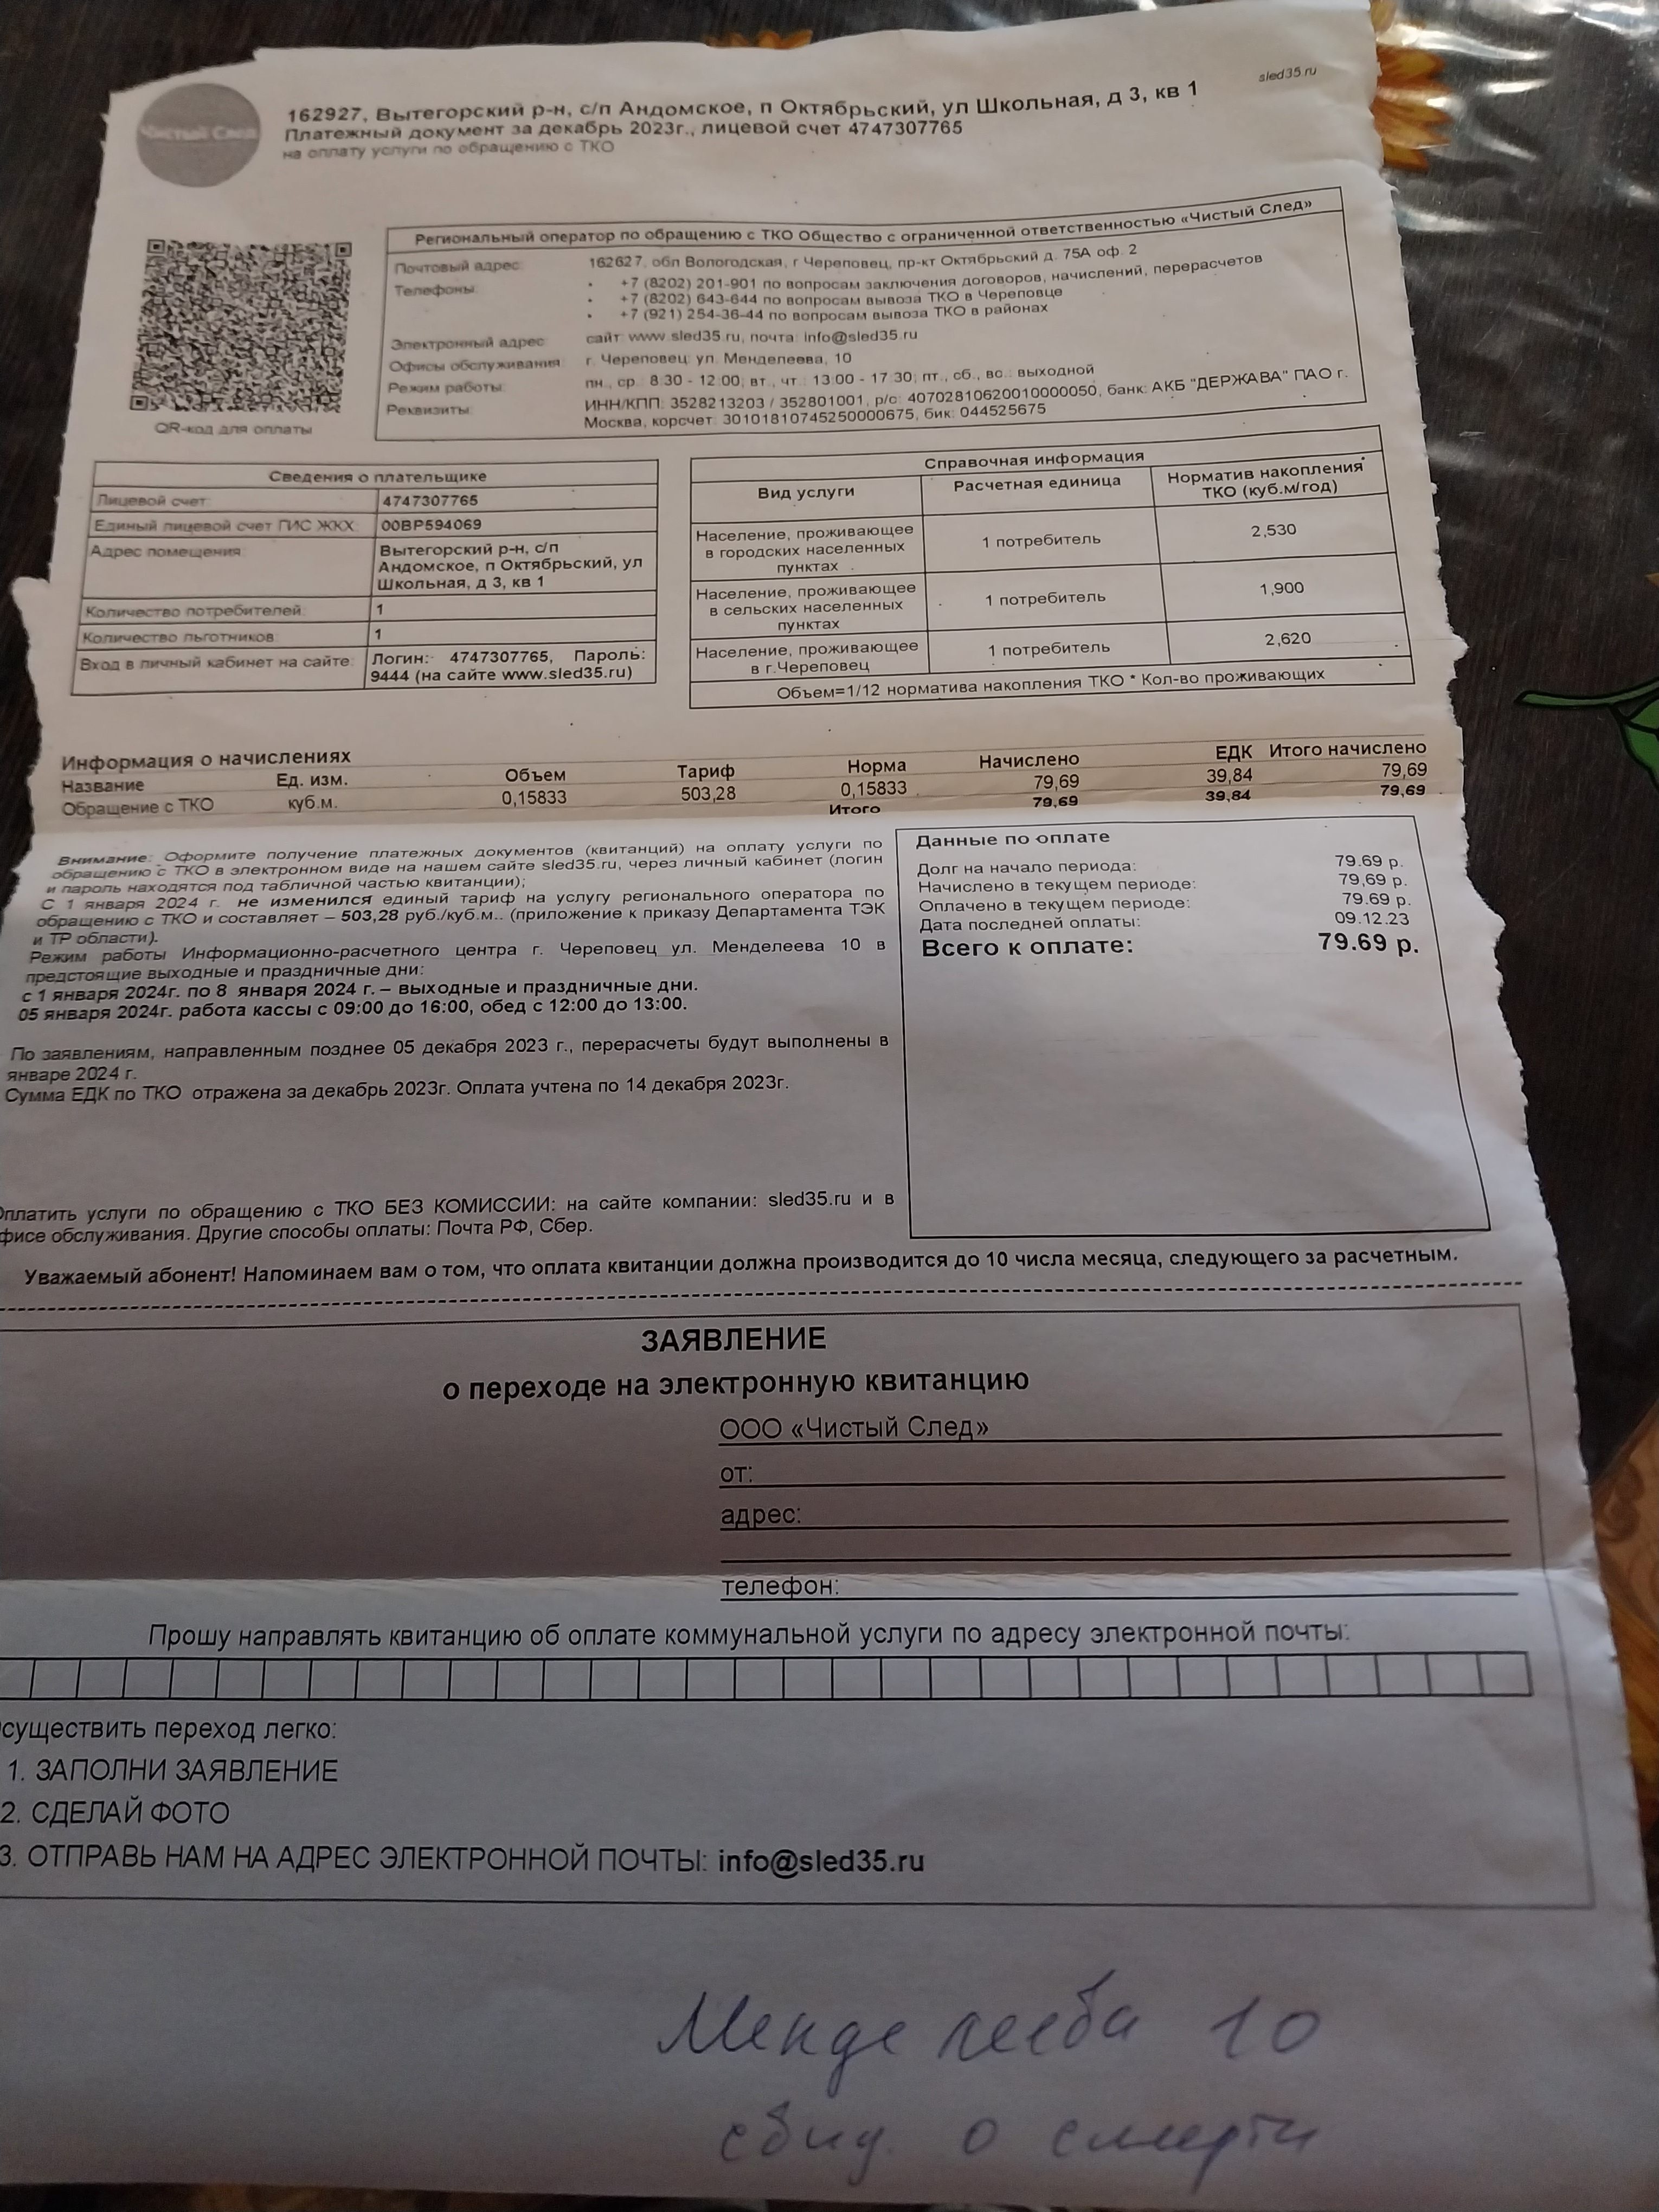 sled35.ru
Чистый След
162927, Вытегорский р-н, с/п Андомское, п Октябрьский, ул Школьная, д 3, кв 1
Платежный документ за декабрь 2023г., лицевой счет 4747307765
на оплату услуги по обращению с ТКО
QR-код для оплаты
Региональный оператор по обращению с ТКО Общество с ограниченной ответственностью «Чистый След»
Почтовый адрес: 162627, обл Вологодская, г Череповец, пр-кт Октябрьский д. 75А оф. 2
Телефоны: • +7 (8202) 201-901 по вопросам заключения договоров, начислений, перерасчетов
• +7 (8202) 643-644 по вопросам вывоза ТКО в Череповце
• +7 (921) 254-36-44 по вопросам вывоза ТКО в районах
Электронный адрес: сайт: www.sled35.ru, почта: info@sled35.ru
Офисы обслуживания: г. Череповец: ул. Менделеева, 10
Режим работы: пн., ср.: 8:30 - 12:00; вт., чт.: 13:00 - 17:30; пт., сб., вс.: выходной
Реквизиты: ИНН/КПП: 3528213203 / 352801001, р/с: 40702810620010000050, банк: АКБ "ДЕРЖАВА" ПАО г.
Москва, корсчет: 30101810745250000675, бик: 044525675
Сведения о плательщике
Лицевой счет: 4747307765
Единый лицевой счет ГИС ЖКХ: 00ВР594069
Адрес помещения: Вытегорский р-н, с/п
Андомское, п Октябрьский, ул
Школьная, д 3, кв 1
Количество потребителей: 1
Количество льготников: 1
Вход в личный кабинет на сайте: Логин: 4747307765, Пароль:
9444 (на сайте www.sled35.ru)
Справочная информация
Вид услуги Расчетная единица Норматив накопления
ТКО (куб.м/год)
Население, проживающее
в городских населенных
пунктах 1 потребитель 2,530
Население, проживающее
в сельских населенных
пунктах 1 потребитель 1,900
Население, проживающее
в г.Череповец 1 потребитель 2,620
Объем=1/12 норматива накопления ТКО * Кол-во проживающих
Информация о начислениях
Название Ед. изм. Объем Тариф Норма Начислено ЕДК Итого начислено
Обращение с ТКО куб.м. 0,15833 503,28 0,15833 79,69 39,84 79,69
Итого 79,69 39,84 79,69
Внимание: Оформите получение платежных документов (квитанций) на оплату услуги по
обращению с ТКО в электронном виде на нашем сайте sled35.ru, через личный кабинет (логин
и пароль находятся под табличной частью квитанции);
С 1 января 2024 г. не изменился единый тариф на услугу регионального оператора по
обращению с ТКО и составляет – 503,28 руб./куб.м.. (приложение к приказу Департамента ТЭК
и ТР области).
Режим работы Информационно-расчетного центра г. Череповец ул. Менделеева 10 в
предстоящие выходные и праздничные дни:
с 1 января 2024г. по 8 января 2024 г. – выходные и праздничные дни.
05 января 2024г. работа кассы с 09:00 до 16:00, обед с 12:00 до 13:00.
По заявлениям, направленным позднее 05 декабря 2023 г., перерасчеты будут выполнены в
январе 2024 г.
Сумма ЕДК по ТКО отражена за декабрь 2023г. Оплата учтена по 14 декабря 2023г.
Оплатить услуги по обращению с ТКО БЕЗ КОМИССИИ: на сайте компании: sled35.ru и в
фисе обслуживания. Другие способы оплаты: Почта РФ, Сбер.
Данные по оплате
Долг на начало периода: 79.69 р.
Начислено в текущем периоде: 79,69 р.
Оплачено в текущем периоде: 79.69 р.
Дата последней оплаты: 09.12.23
Всего к оплате: 79.69 р.
Уважаемый абонент! Напоминаем вам о том, что оплата квитанции должна производится до 10 числа месяца, следующего за расчетным.
ЗАЯВЛЕНИЕ
о переходе на электронную квитанцию
ООО «Чистый След»
от:
адрес:
телефон:
Прошу направлять квитанцию об оплате коммунальной услуги по адресу электронной почты:
существить переход легко:
1. ЗАПОЛНИ ЗАЯВЛЕНИЕ
2. СДЕЛАЙ ФОТО
3. ОТПРАВЬ НАМ НА АДРЕС ЭЛЕКТРОННОЙ ПОЧТЫ: info@sled35.ru
Менделеева 10
свид. о смерти